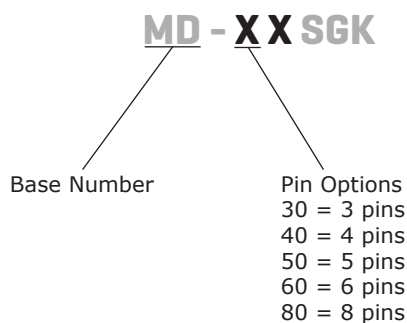 MD - X X SGK
Base Number
Pin Options
30 = 3 pins
40 = 4 pins
50 = 5 pins
60 = 6 pins
80 = 8 pins